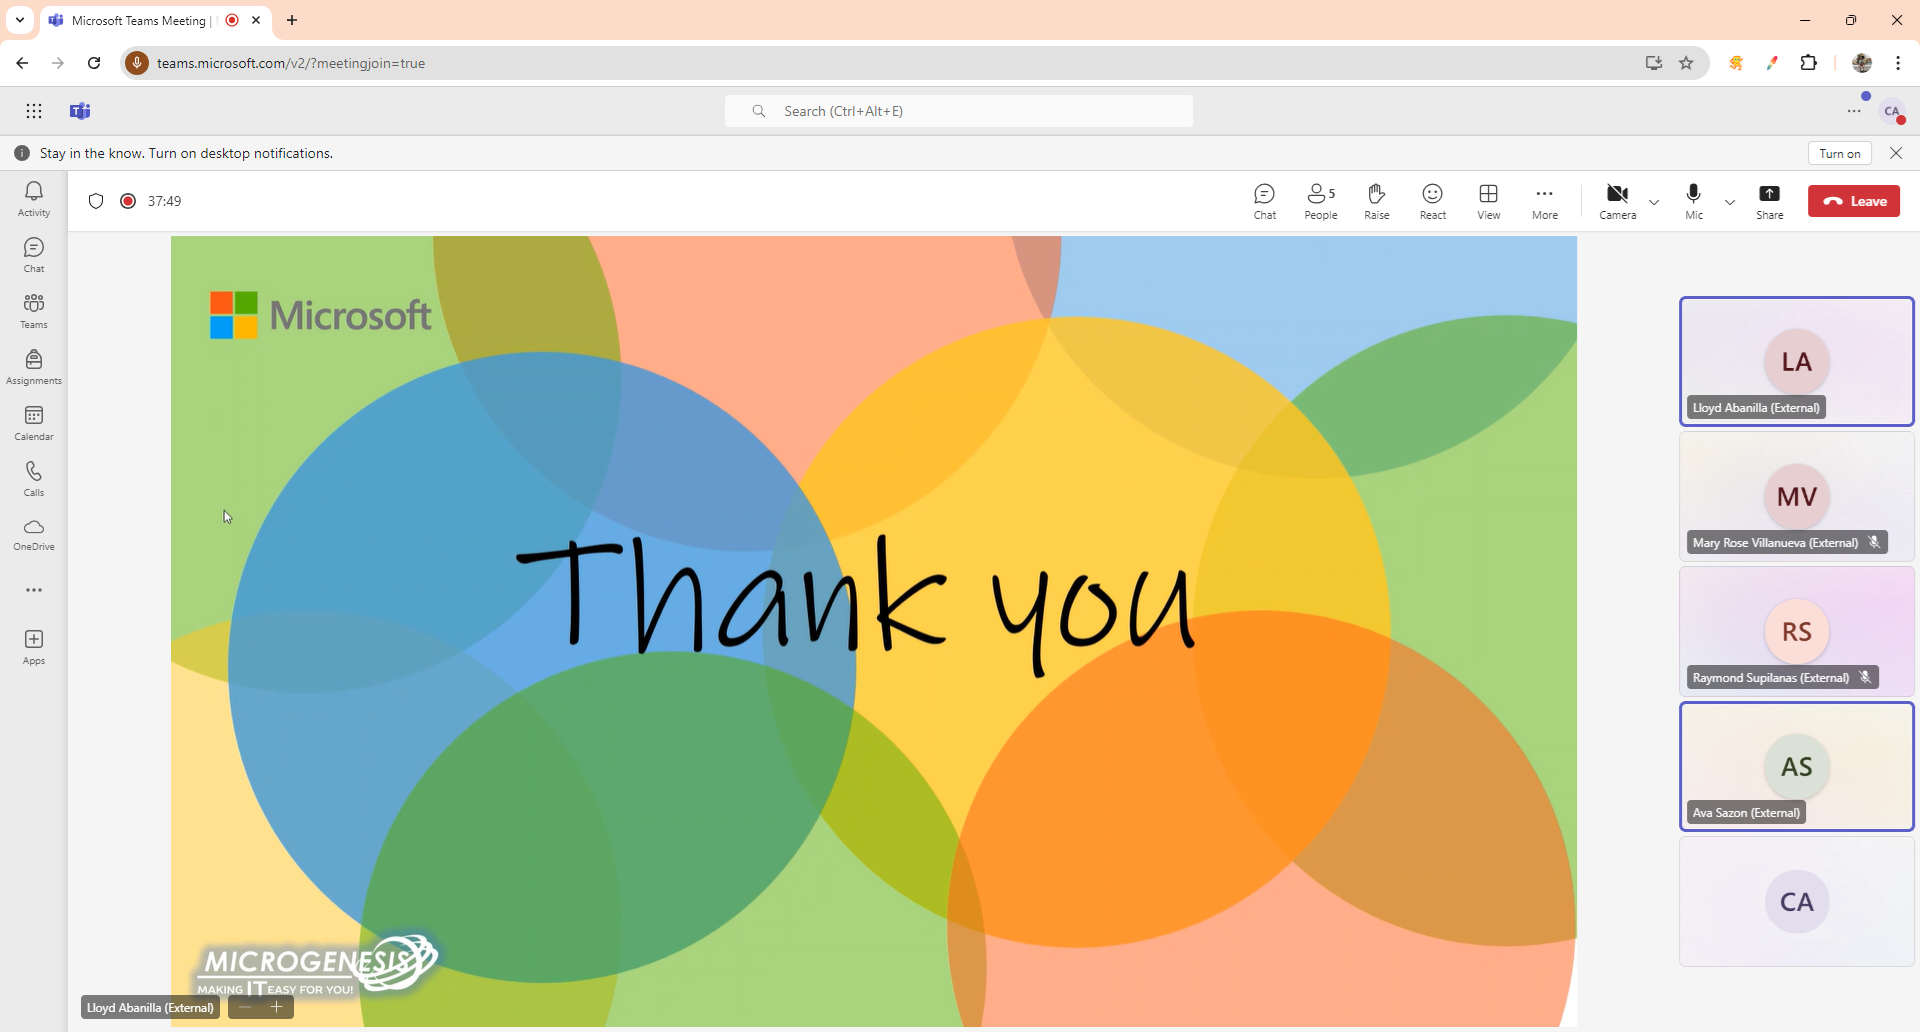 Microsoft Teams Meeting |
teams.microsoft.com/v2/?meetingjoin=true
Search (Ctrl+Alt+E)
CA
Stay in the know. Turn on desktop notifications.
Turn on
Activity
Chat
Teams
Assignments
Calendar
Calls
OneDrive
Apps
37:49
Chat
5
People
Raise
React
View
More
Camera
Mic
Share
Leave
Microsoft
Thank you
MICROGENESIS
MAKING IT EASY FOR YOU!
Lloyd Abanilla (External)
LA
Lloyd Abanilla (External)
MV
Mary Rose Villanueva (External)
RS
Raymond Supilanas (External)
AS
Ava Sazon (External)
CA